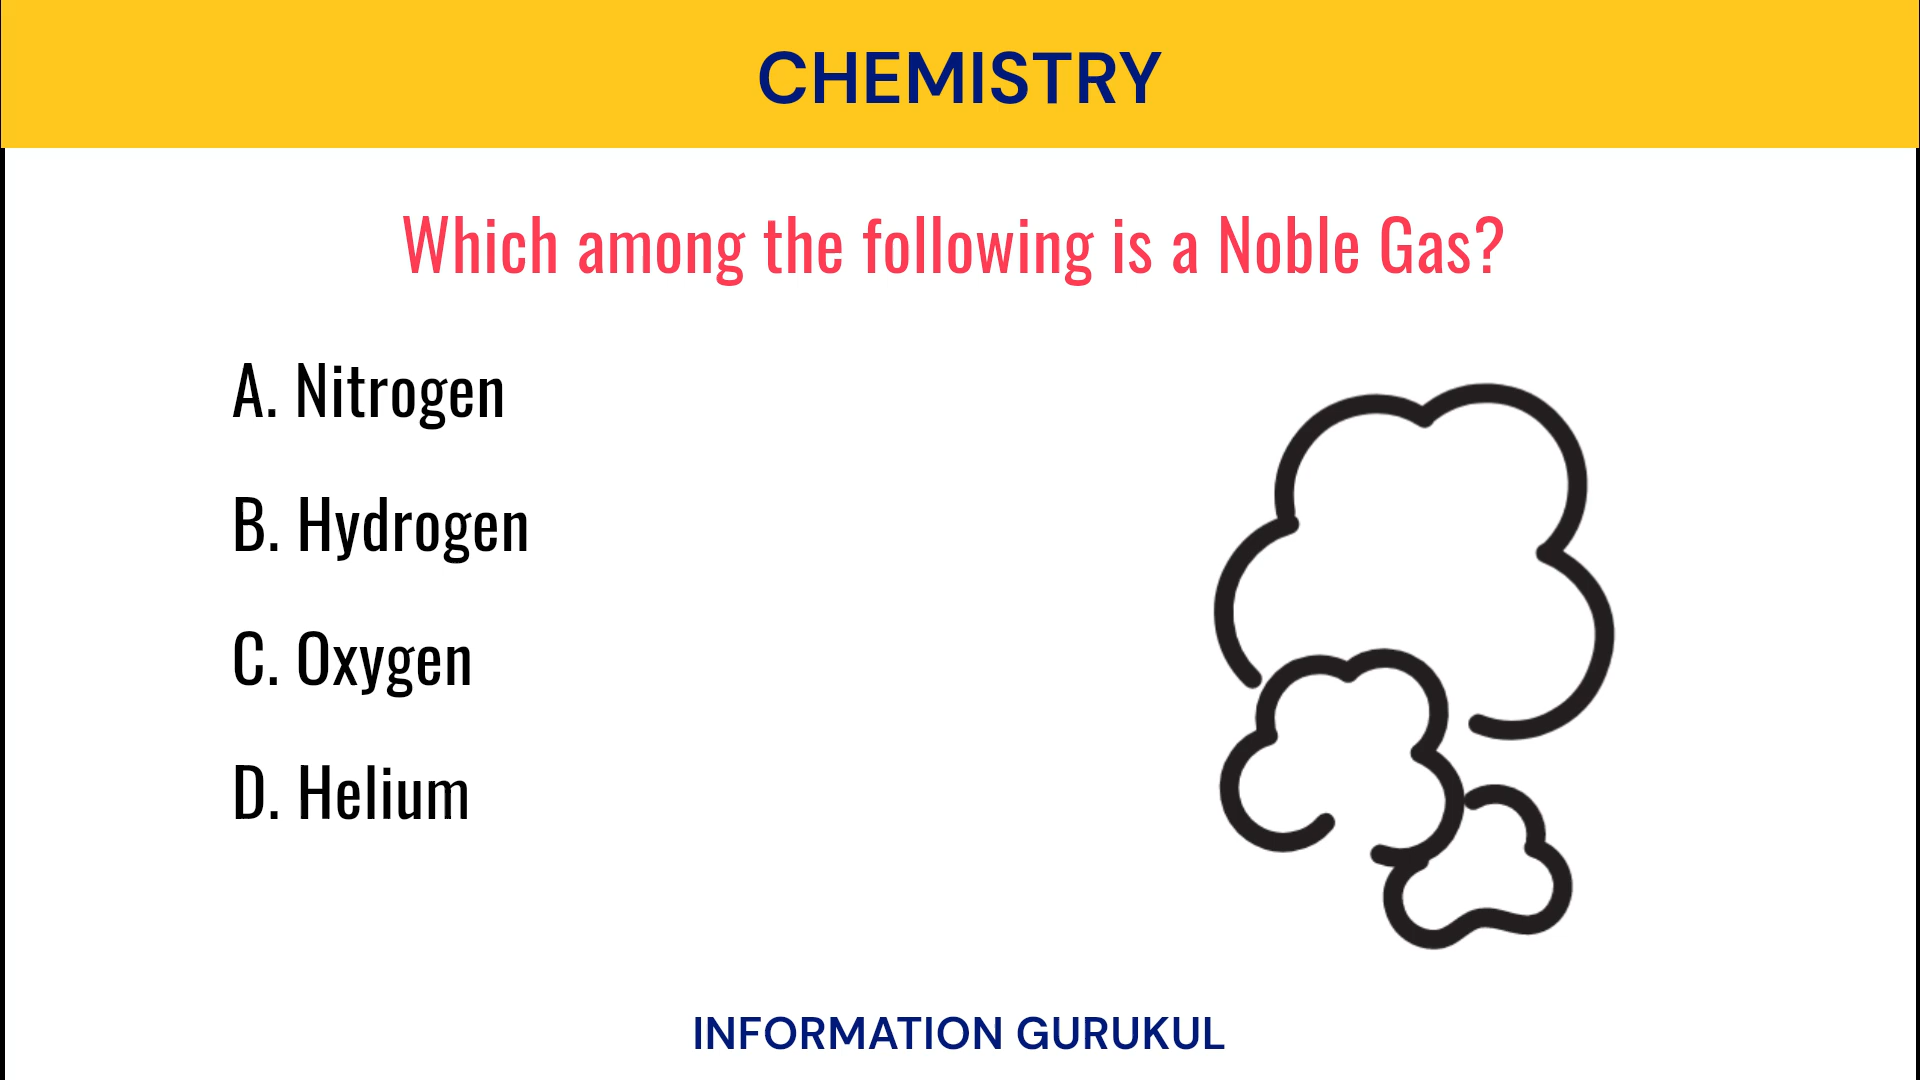 CHEMISTRY
Which among the following is a Noble Gas?
A. Nitrogen
B. Hydrogen
C. Oxygen
D. Helium
INFORMATION GURUKUL